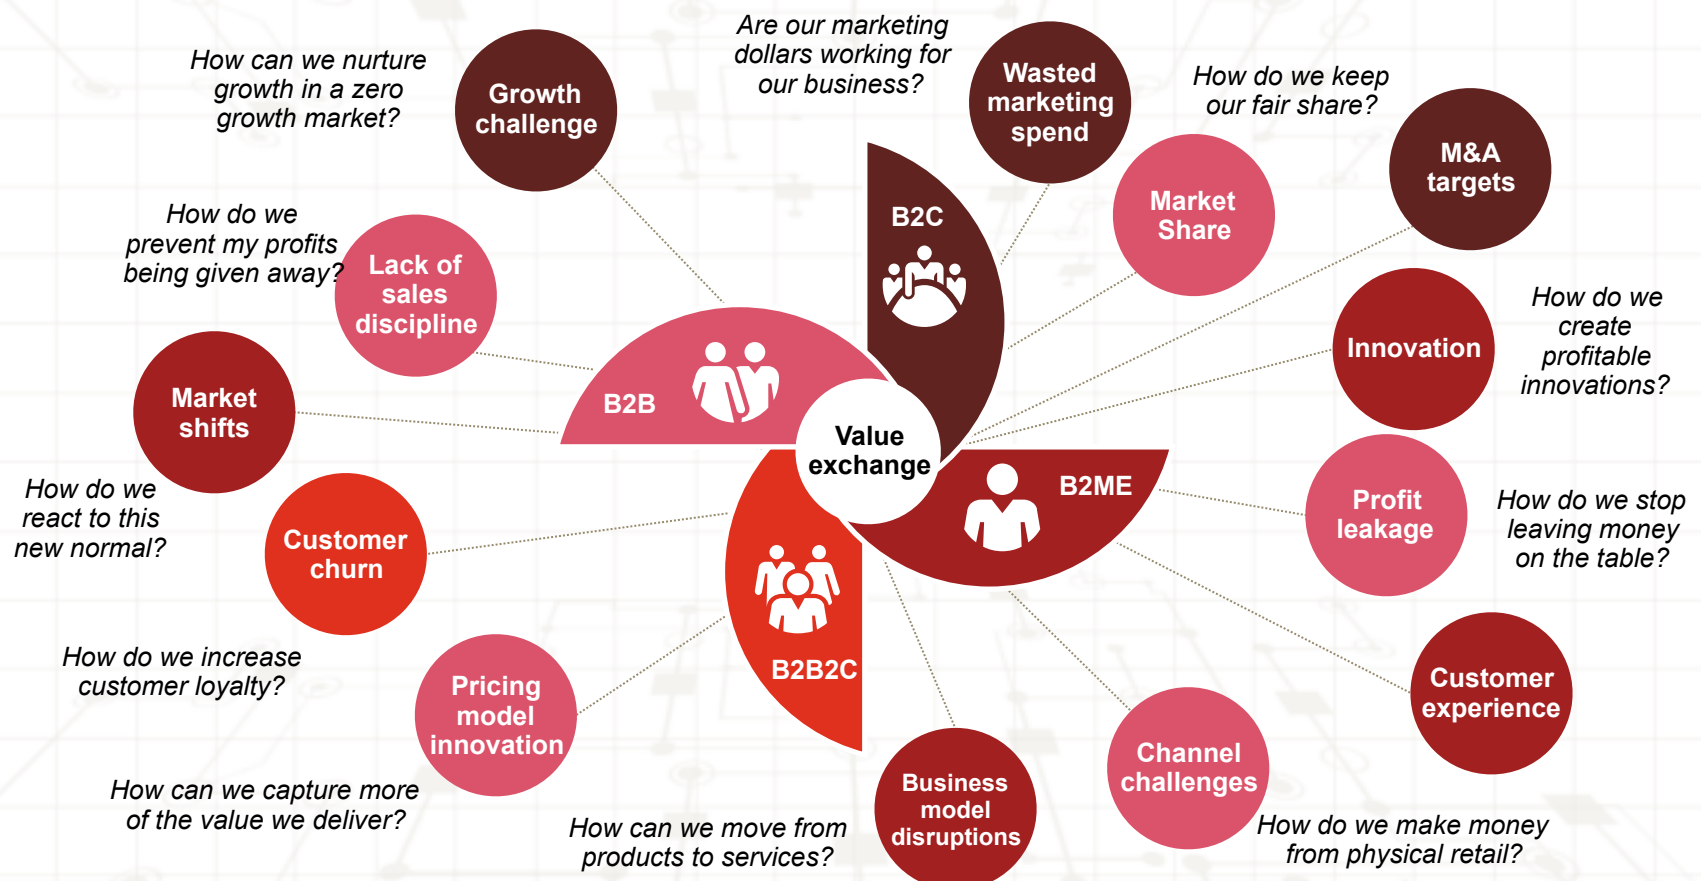 How can we nurture
growth in a zero
growth market?
Growth
challenge
Are our marketing
dollars working for
our business?
Wasted
marketing
spend
How do we keep
our fair share?
Market
Share
M&A
targets
How do we
prevent my profits
being given away?
Lack of
sales
discipline
B2C
Innovation
How do we
create
profitable
innovations?
Market
shifts
How do we
react to this
new normal?
B2B
Value
exchange
B2ME
Profit
leakage
How do we stop
leaving money
on the table?
Customer
churn
How do we increase
customer loyalty?
B2B2C
Customer
experience
Pricing
model
innovation
How can we capture more
of the value we deliver?
How can we move from
products to services?
Business
model
disruptions
Channel
challenges
How do we make money
from physical retail?